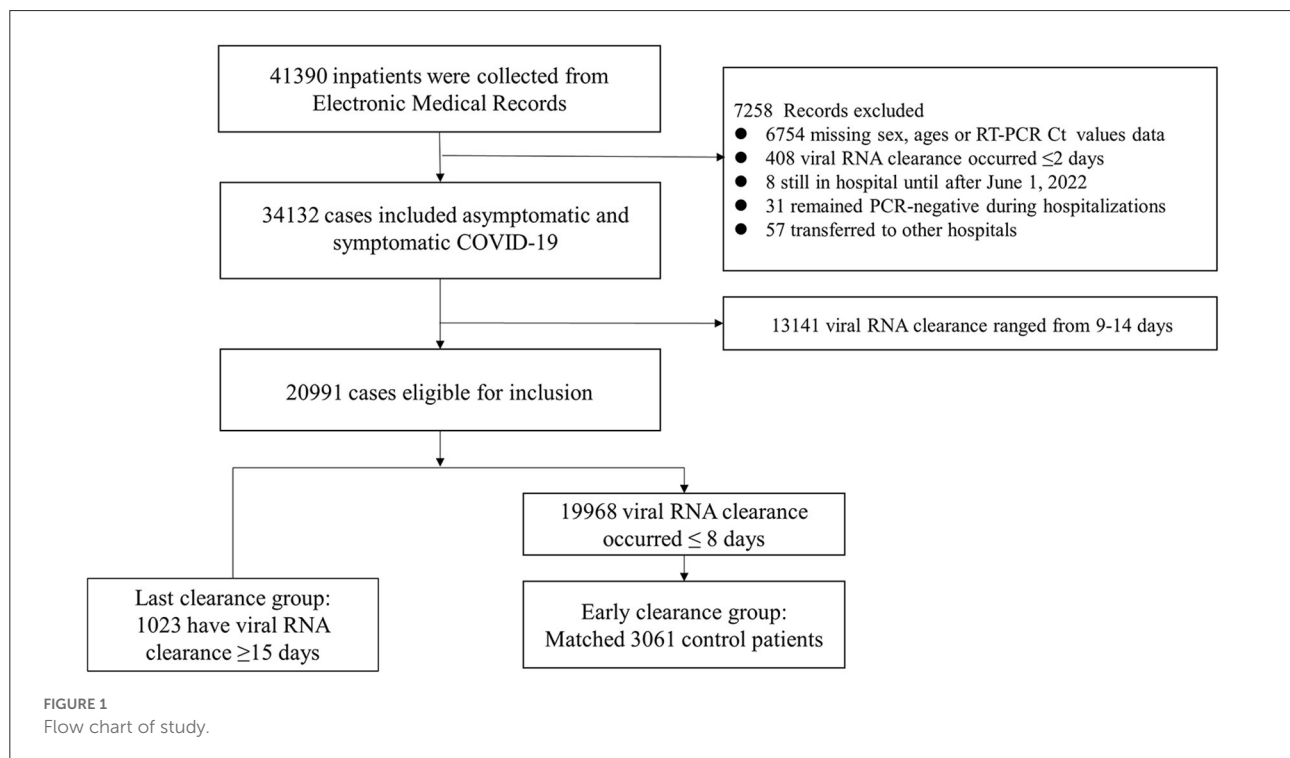 41390 inpatients were collected from
Electronic Medical Records
7258 Records excluded
● 6754 missing sex, ages or RT-PCR Ct values data
● 408 viral RNA clearance occurred ≤2 days
● 8 still in hospital until after June 1, 2022
● 31 remained PCR-negative during hospitalizations
● 57 transferred to other hospitals
34132 cases included asymptomatic and
symptomatic COVID-19
13141 viral RNA clearance ranged from 9-14 days
20991 cases eligible for inclusion
19968 viral RNA clearance
occurred ≤ 8 days
Last clearance group:
1023 have viral RNA
clearance ≥15 days
Early clearance group:
Matched 3061 control patients
FIGURE 1
Flow chart of study.